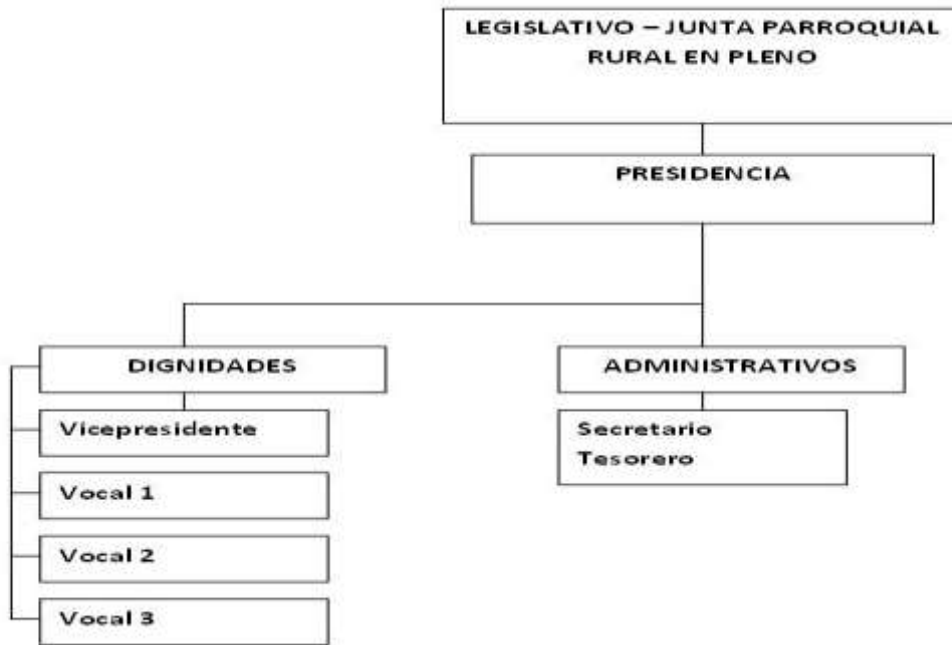 LEGISLATIVO – JUNTA PARROQUIAL
RURAL EN PLENO
PRESIDENCIA
DIGNIDADES
ADMINISTRATIVOS
Vicepresidente
Secretario
Tesorero
Vocal 1
Vocal 2
Vocal 3